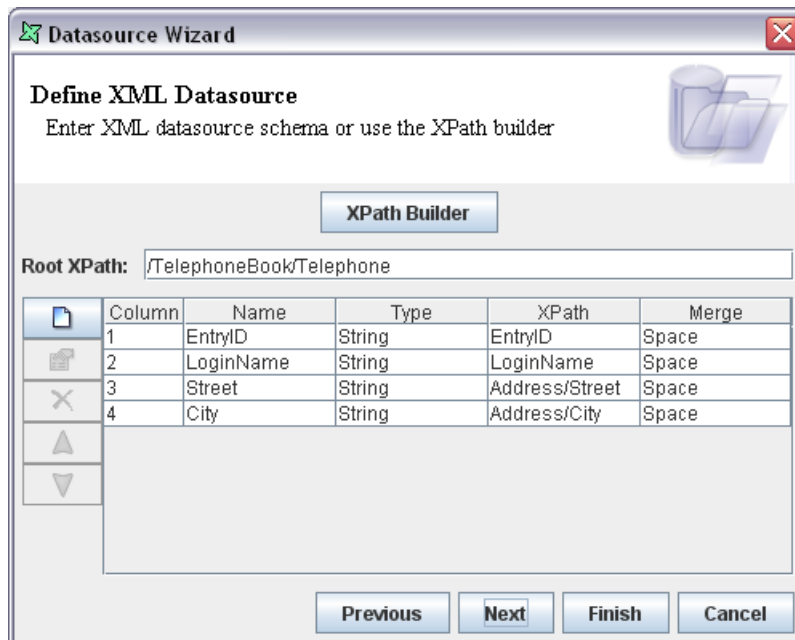 Datasource Wizard
Define XML Datasource
Enter XML datasource schema or use the XPath builder
XPath Builder
Root XPath: /TelephoneBook/Telephone
Column Name Type XPath Merge
1 EntryID String EntryID Space
2 LoginName String LoginName Space
3 Street String Address/Street Space
4 City String Address/City Space
Previous Next Finish Cancel